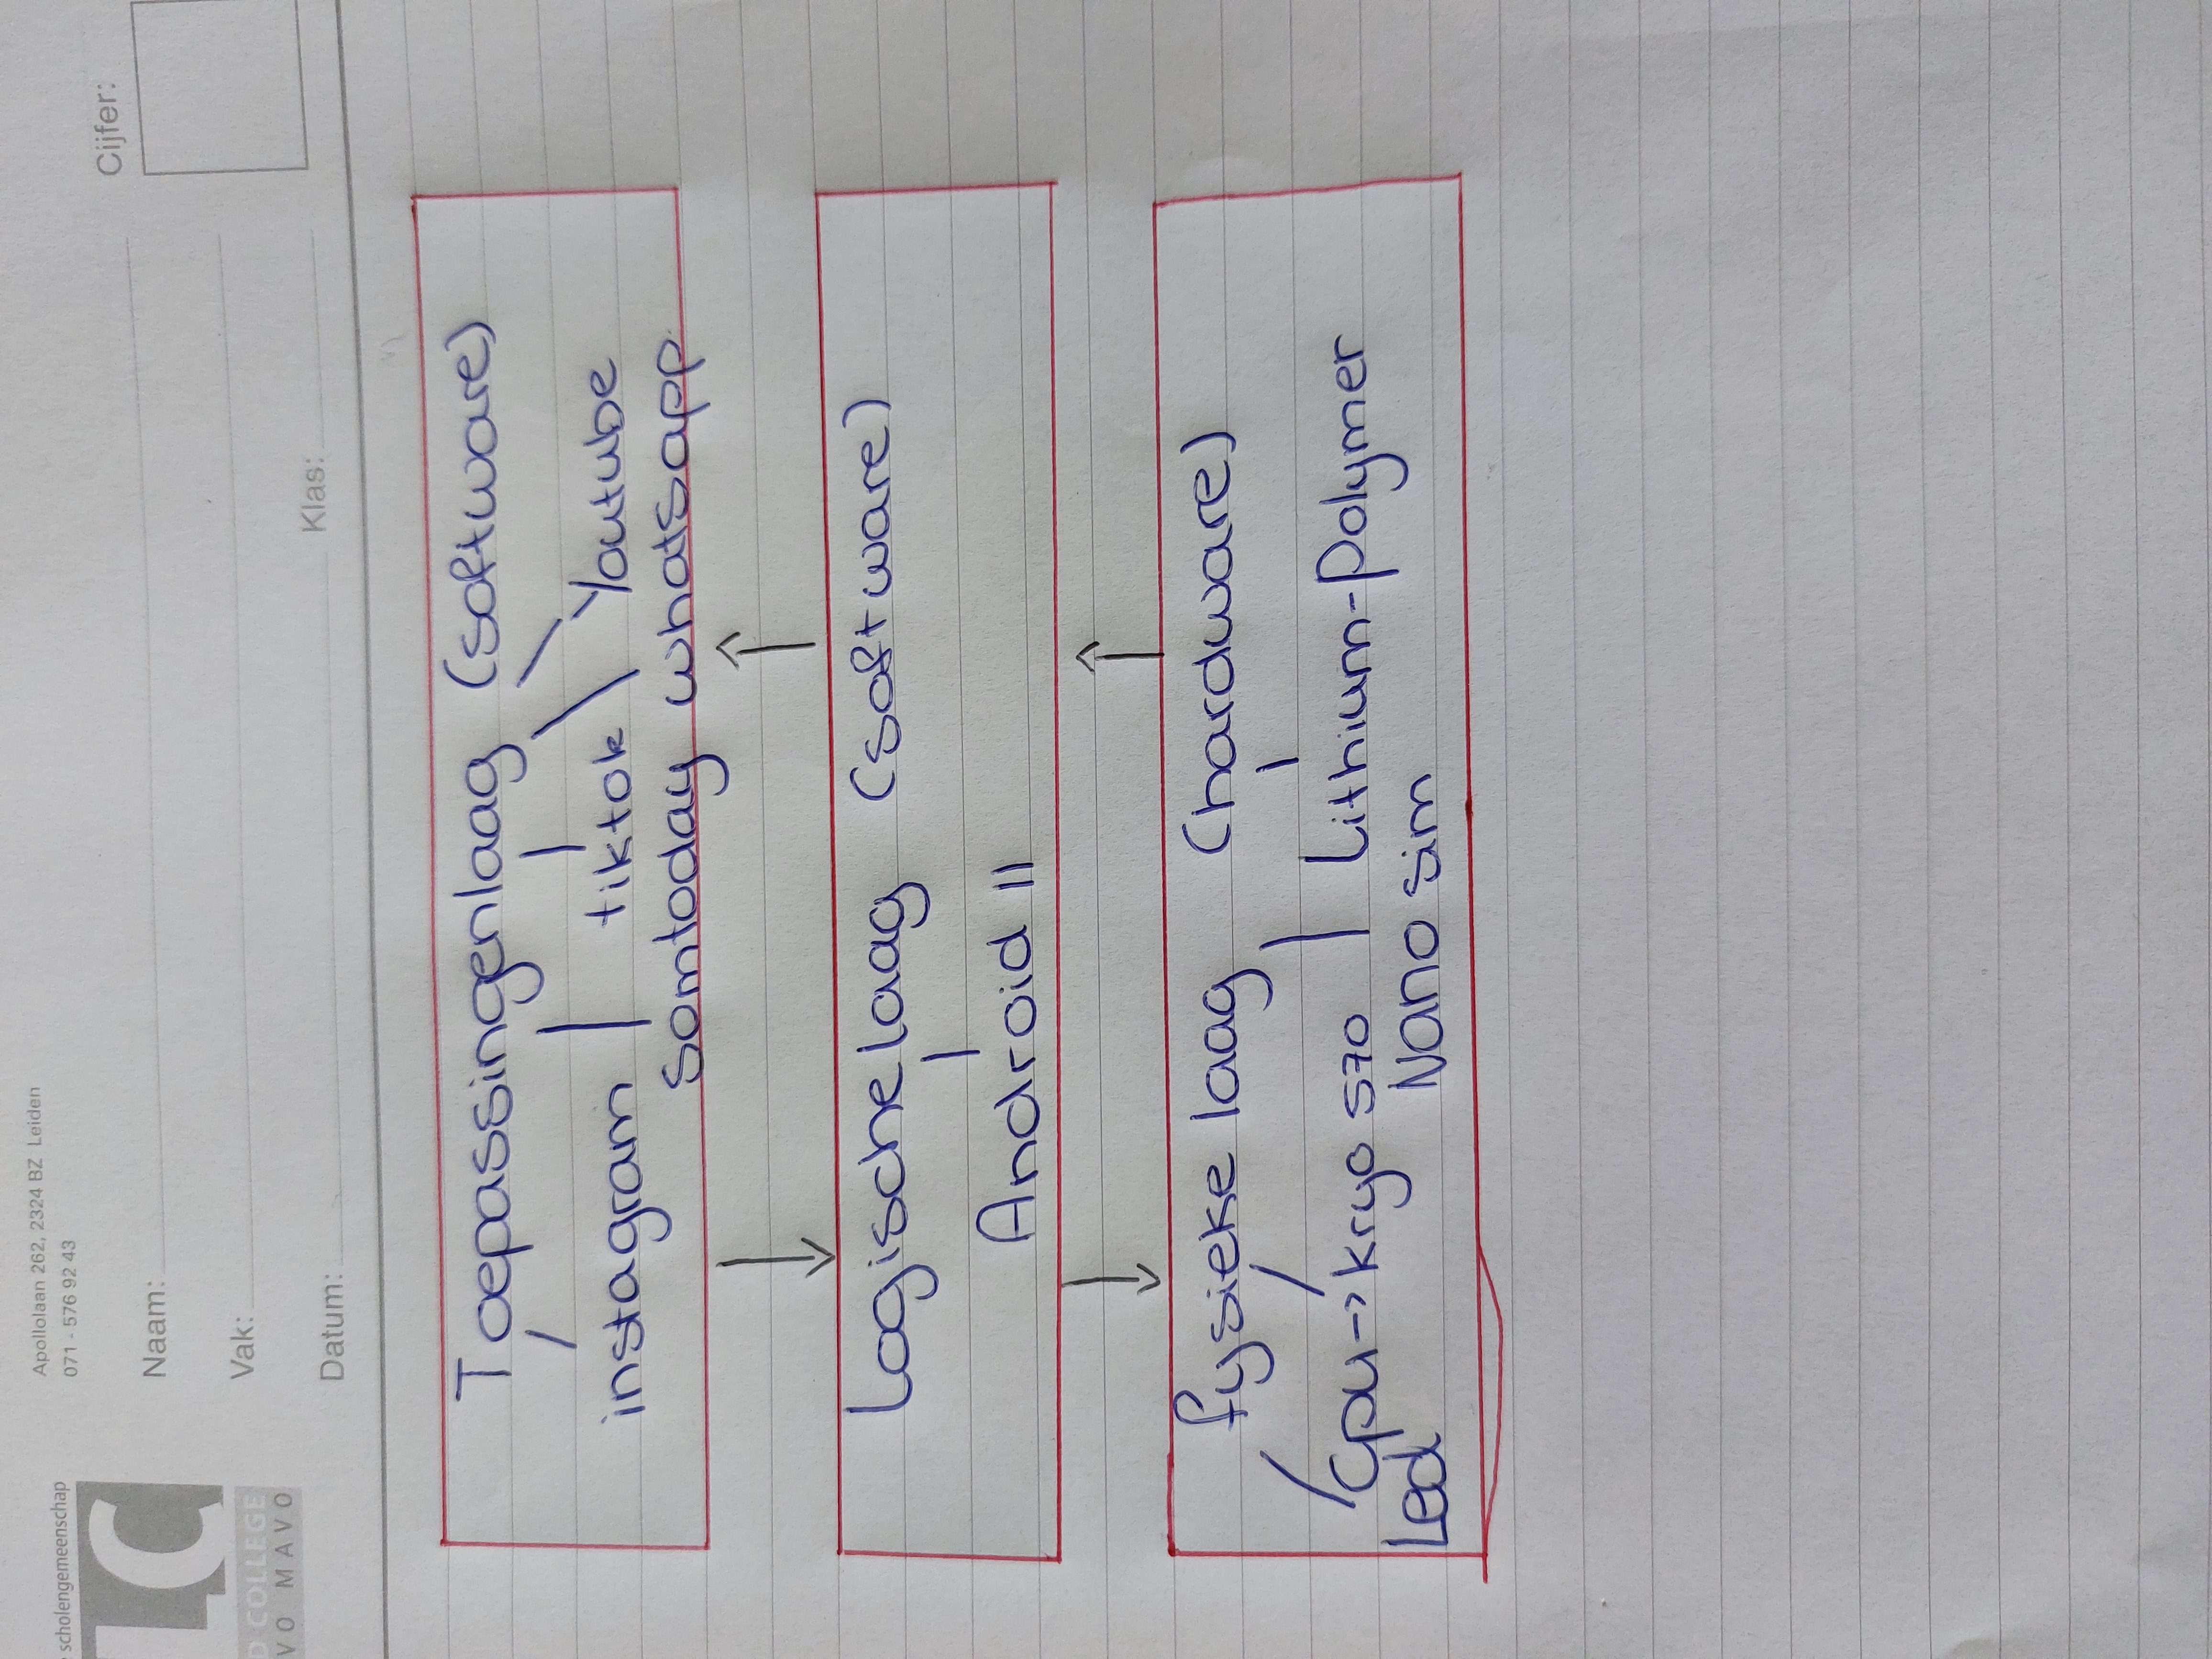 Apollolaan 262, 2324 BZ Leiden
scholengemeenschap
071 - 576 92 43
LC
D COLLEGE
VO MAVO
Naam:
Cijfer:
Vak:
Datum:
Klas:
Toepassingenlaag (software)
instagram tiktok Youtube
Somtoday whatsapp
Logische laag (software)
Android 11
fysieke laag (hardware)
Cpu→kryo 570 Lithium-Polymer
Led Nano sim